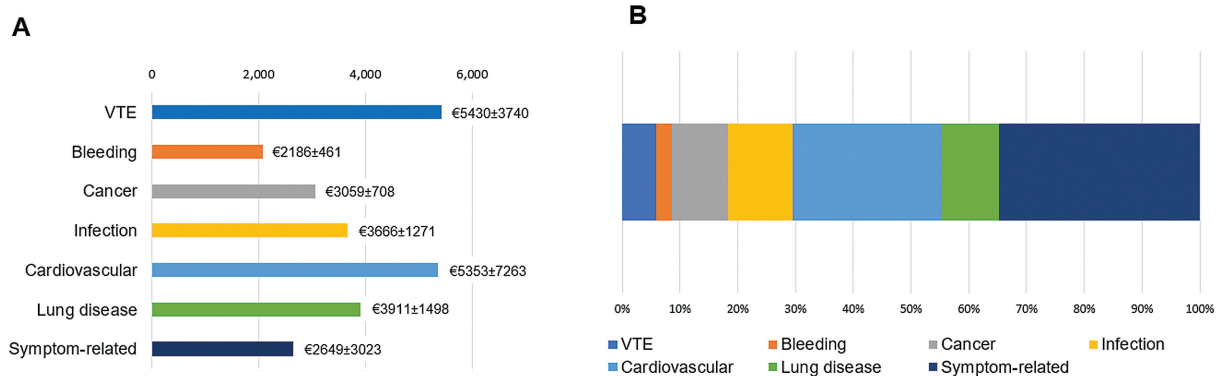 A
0 2,000 4,000 6,000
VTE €5430±3740
Bleeding €2186±461
Cancer €3059±708
Infection €3666±1271
Cardiovascular €5353±7263
Lung disease €3911±1498
Symptom-related €2649±3023
B
0% 10% 20% 30% 40% 50% 60% 70% 80% 90% 100%
VTE Bleeding Cancer Infection
Cardiovascular Lung disease Symptom-related